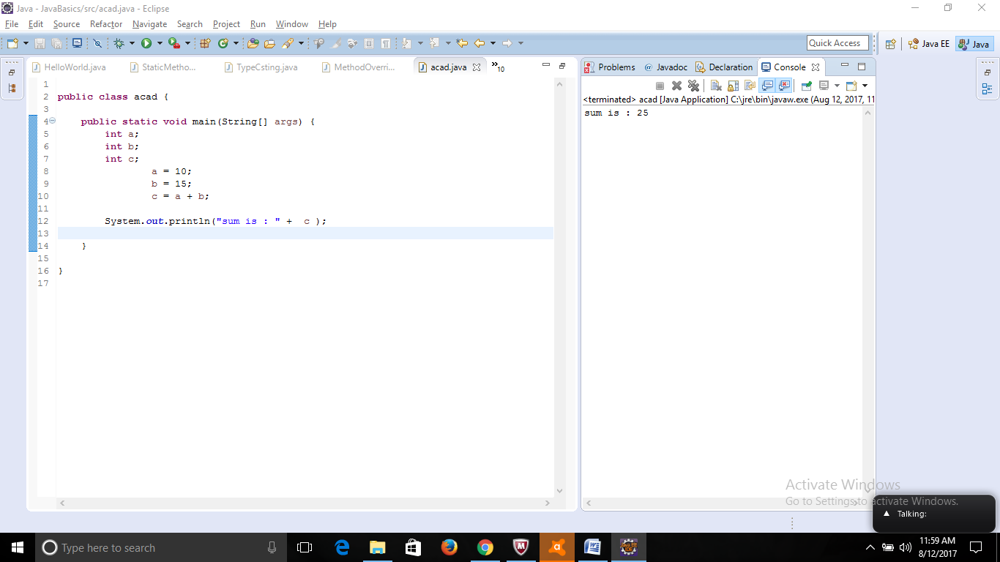 Java - JavaBasics/src/acad.java - Eclipse
File Edit Source Refactor Navigate Search Project Run Window Help
Quick Access Java EE Java
HelloWorld.java StaticMetho... TypeCsting.java MethodOverri... acad.java »10
1
2 public class acad {
3
4 public static void main(String[] args) {
5 int a;
6 int b;
7 int c;
8 a = 10;
9 b = 15;
10 c = a + b;
11
12 System.out.println("sum is : " +  c );
13
14 }
15
16 }
17
Problems @ Javadoc Declaration Console
<terminated> acad [Java Application] C:\jre\bin\javaw.exe (Aug 12, 2017, 11
sum is : 25
Activate Windows
Go to Settings to activate Windows.
Talking:
Type here to search
11:59 AM
8/12/2017